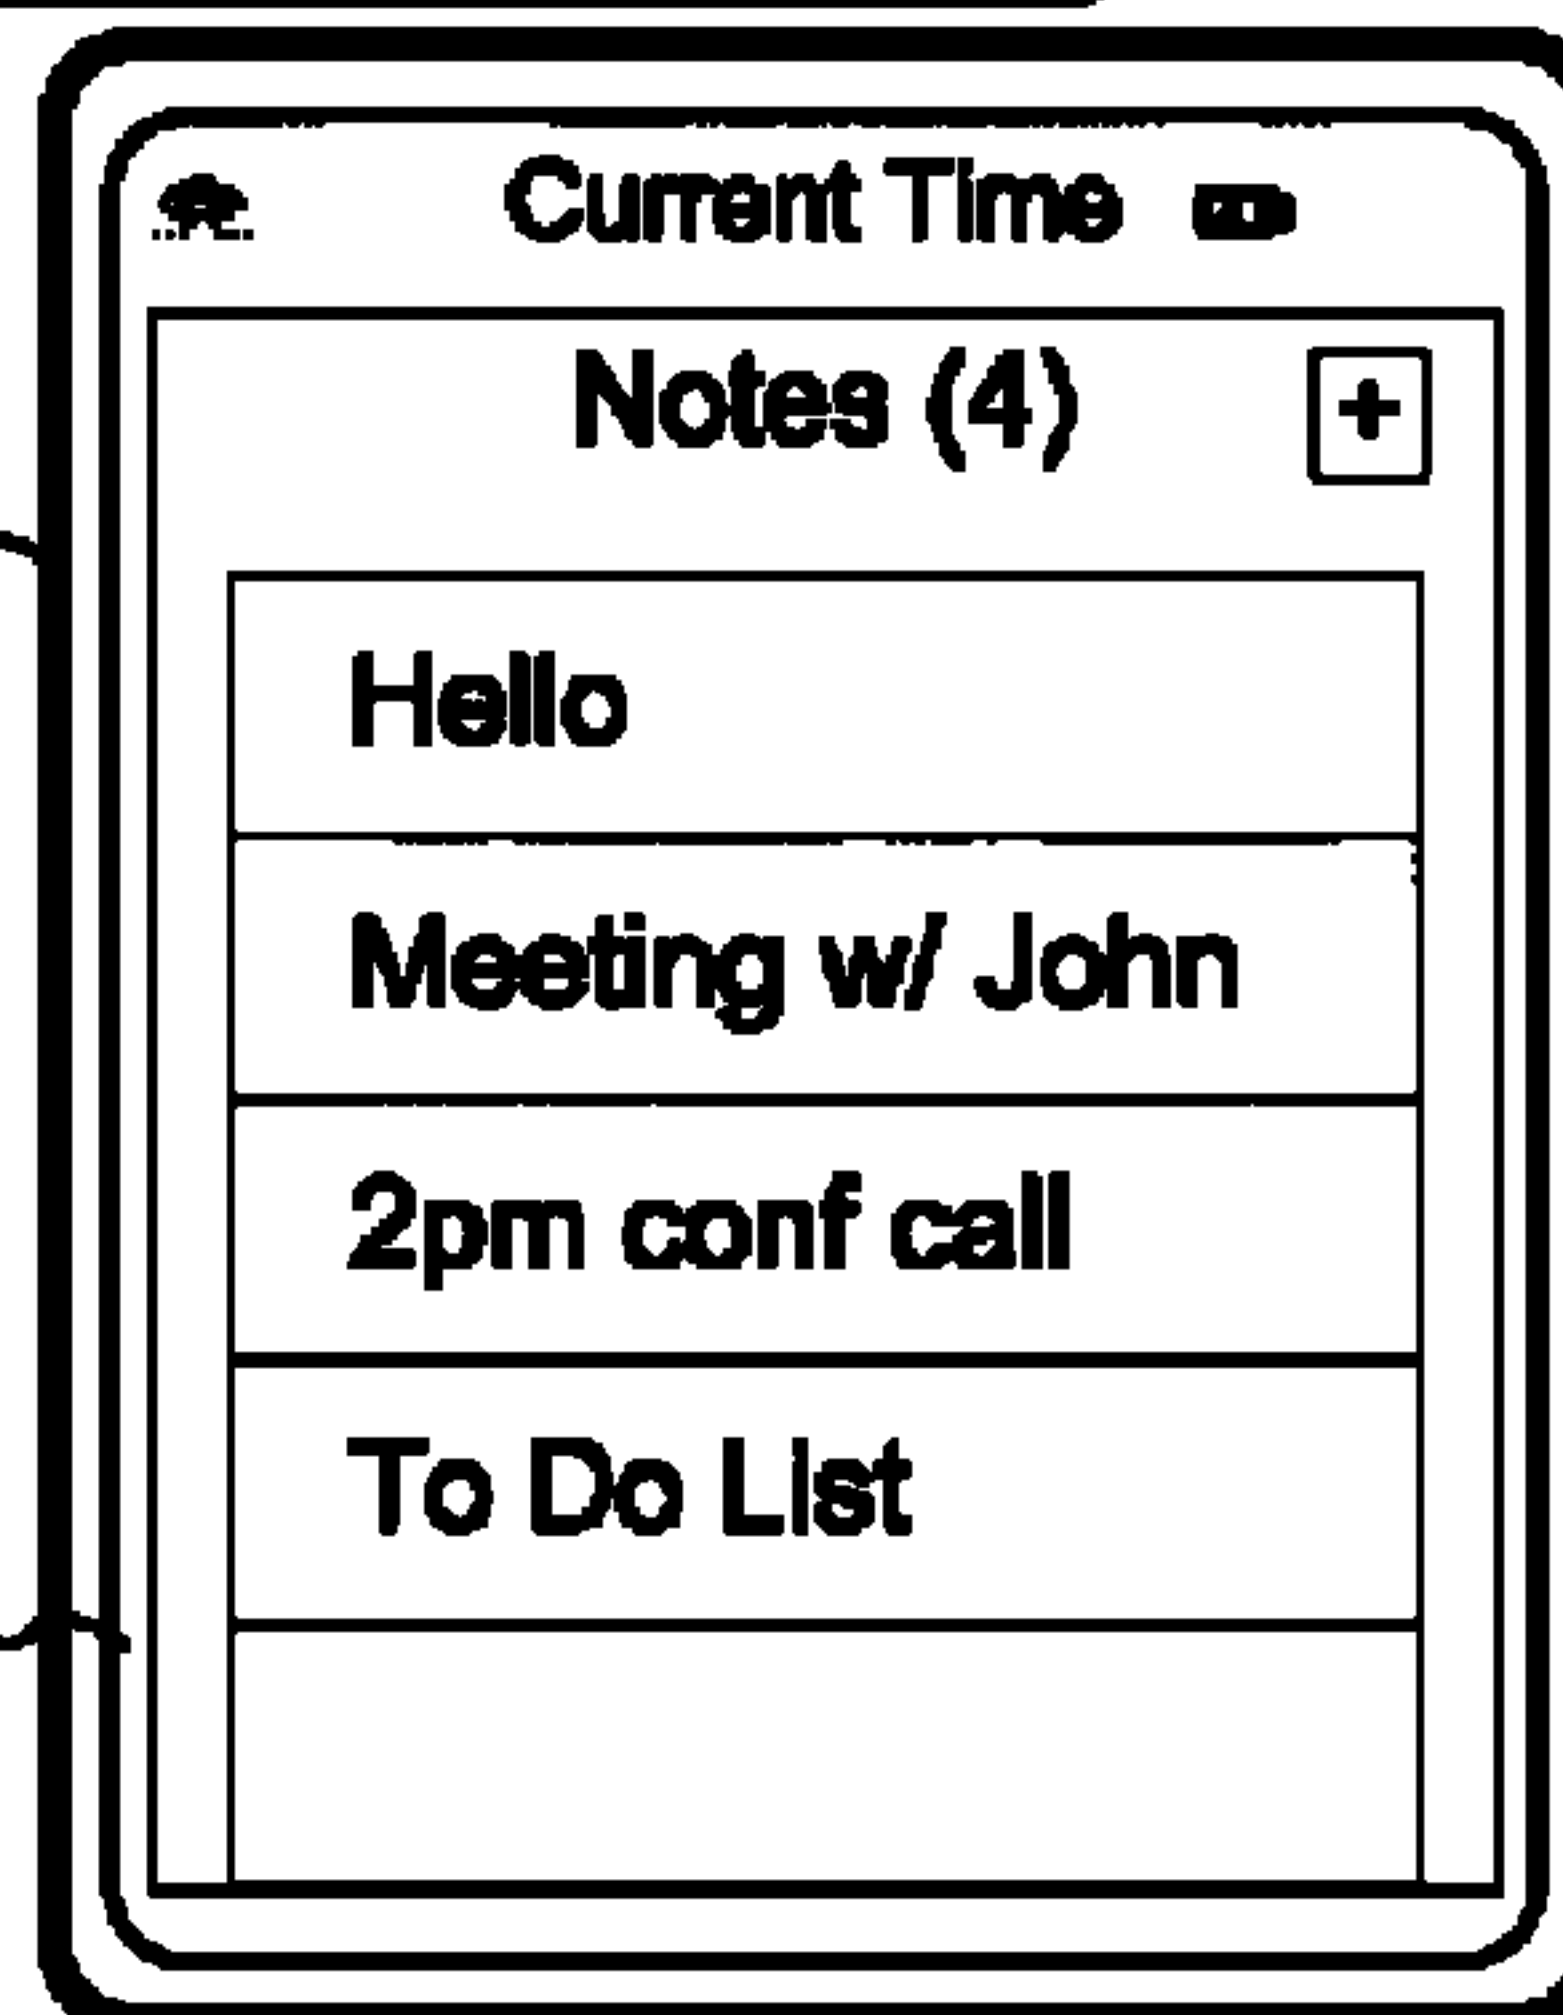 Current Time
Notes (4) +
Hello
Meeting w/ John
2pm conf call
To Do List